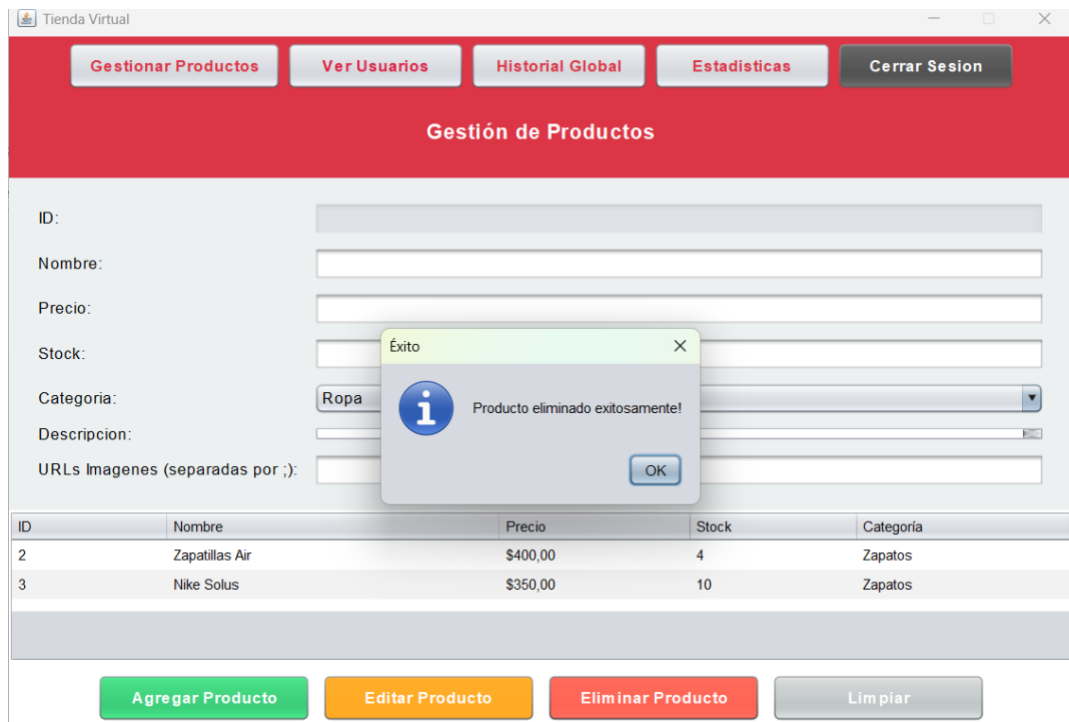 Tienda Virtual
Gestionar Productos Ver Usuarios Historial Global Estadisticas Cerrar Sesion
Gestión de Productos
ID:
Nombre:
Precio:
Stock:
Categoria: Ropa
Descripcion:
URLs Imagenes (separadas por ;):
Éxito
Producto eliminado exitosamente!
OK
ID Nombre Precio Stock Categoría
2 Zapatillas Air $400,00 4 Zapatos
3 Nike Solus $350,00 10 Zapatos
Agregar Producto Editar Producto Eliminar Producto Limpiar